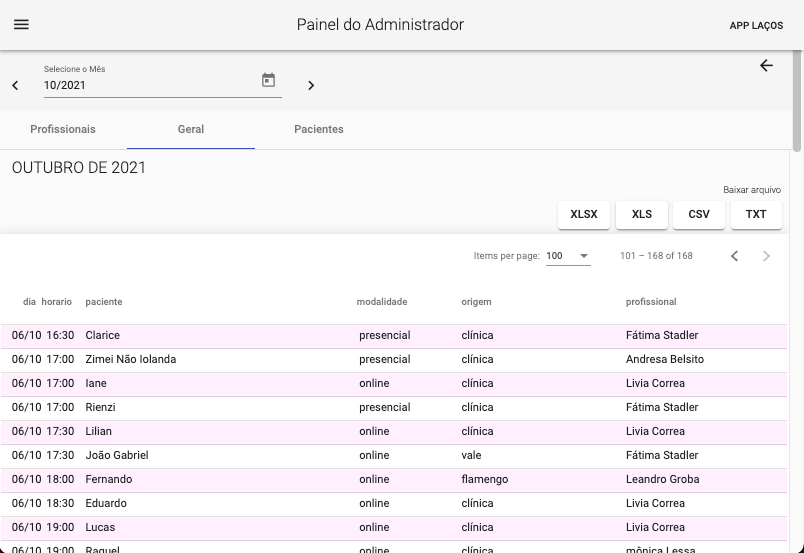 Painel do Administrador
APP LAÇOS
Selecione o Mês
10/2021
Profissionais Geral Pacientes
OUTUBRO DE 2021
Baixar arquivo
XLSX XLS CSV TXT
Items per page: 100 101 – 168 of 168
dia horario paciente modalidade origem profissional
06/10 16:30 Clarice presencial clínica Fátima Stadler
06/10 17:00 Zimei Não Iolanda presencial clínica Andresa Belsito
06/10 17:00 Iane online clínica Livia Correa
06/10 17:00 Rienzi presencial clínica Fátima Stadler
06/10 17:30 Lilian online clínica Livia Correa
06/10 17:30 João Gabriel online vale Fátima Stadler
06/10 18:00 Fernando online flamengo Leandro Groba
06/10 18:30 Eduardo online clínica Livia Correa
06/10 19:00 Lucas online clínica Livia Correa
06/10 19:00 Raquel online clínica mônica Lessa